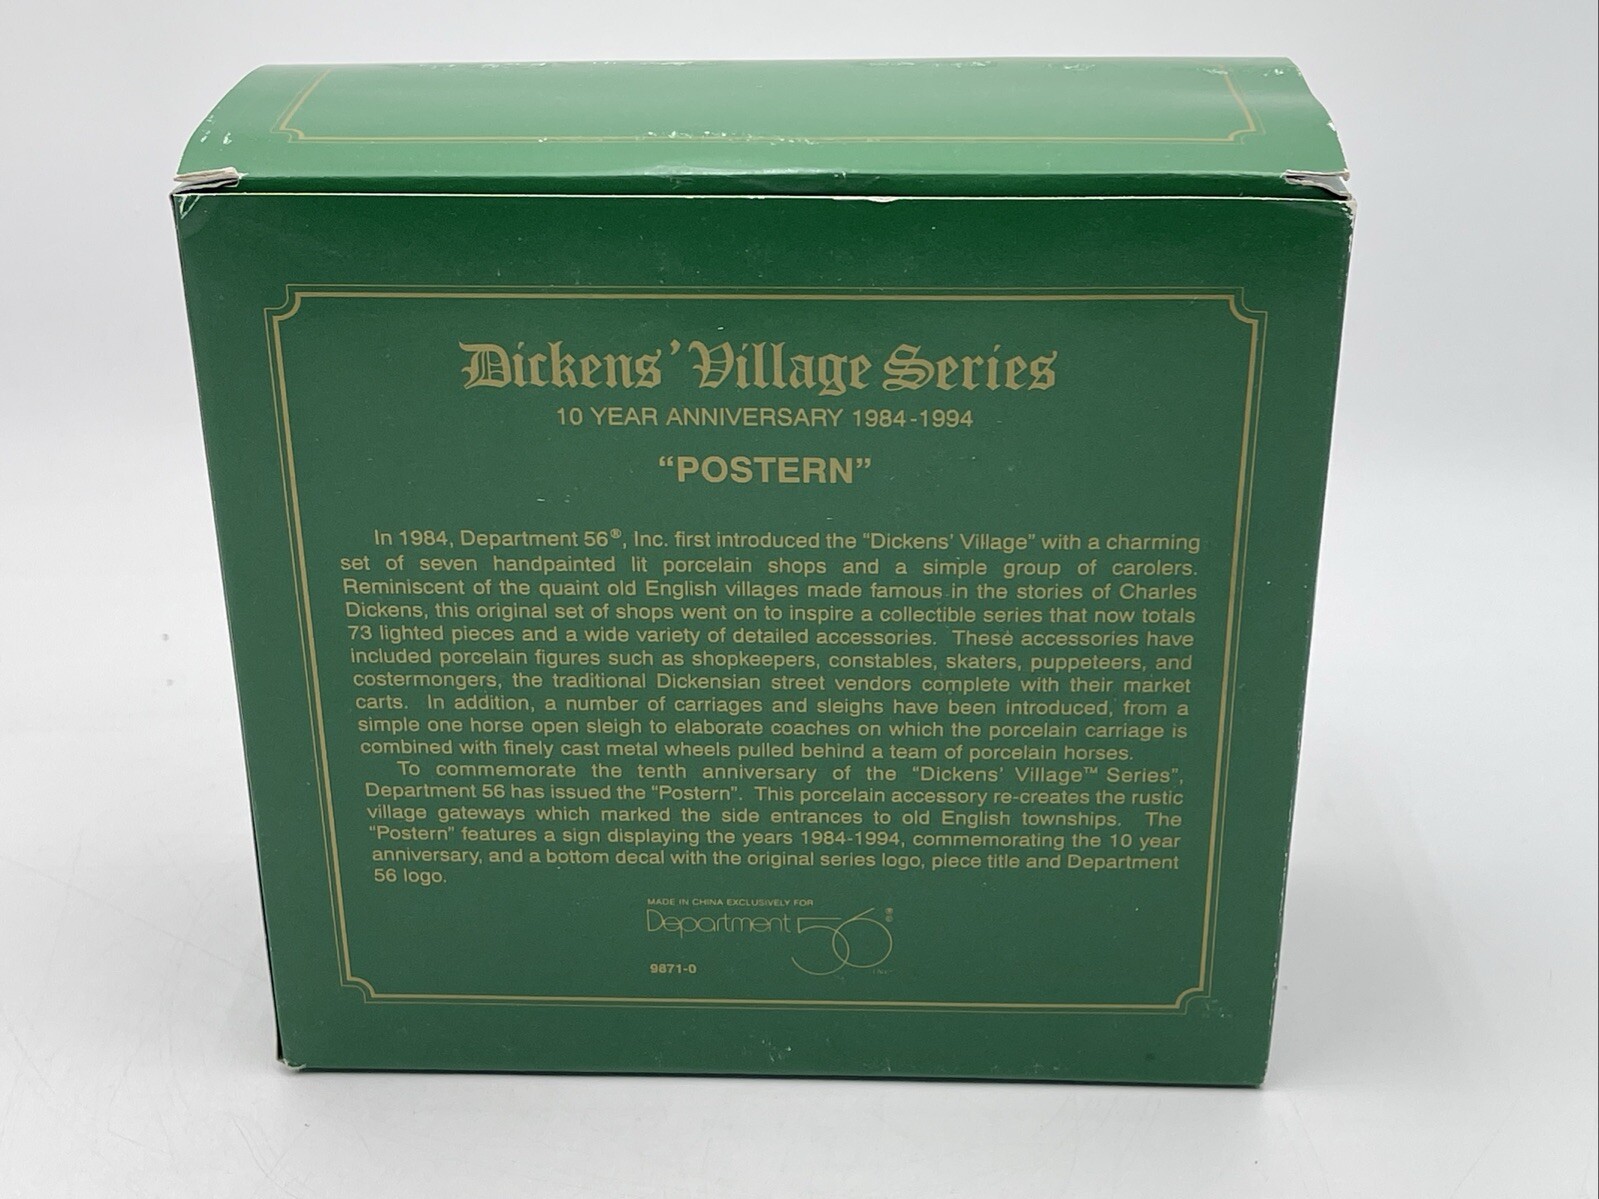 Dickens' Village Series
10 YEAR ANNIVERSARY 1984-1994
“POSTERN”
In 1984, Department 56®, Inc. first introduced the "Dickens' Village" with a charming
set of seven handpainted lit porcelain shops and a simple group of carolers.
Reminiscent of the quaint old English villages made famous in the stories of Charles
Dickens, this original set of shops went on to inspire a collectible series that now totals
73 lighted pieces and a wide variety of detailed accessories. These accessories have
included porcelain figures such as shopkeepers, constables, skaters, puppeteers, and
costermongers, the traditional Dickensian street vendors complete with their market
carts. In addition, a number of carriages and sleighs have been introduced, from a
simple one horse open sleigh to elaborate coaches on which the porcelain carriage is
combined with finely cast metal wheels pulled behind a team of porcelain horses.
To commemorate the tenth anniversary of the "Dickens' Village™ Series",
Department 56 has issued the "Postern". This porcelain accessory re-creates the rustic
village gateways which marked the side entrances to old English townships. The
"Postern" features a sign displaying the years 1984-1994, commemorating the 10 year
anniversary, and a bottom decal with the original series logo, piece title and Department
56 logo.
MADE IN CHINA EXCLUSIVELY FOR
Department 56 ® ©
9871-0